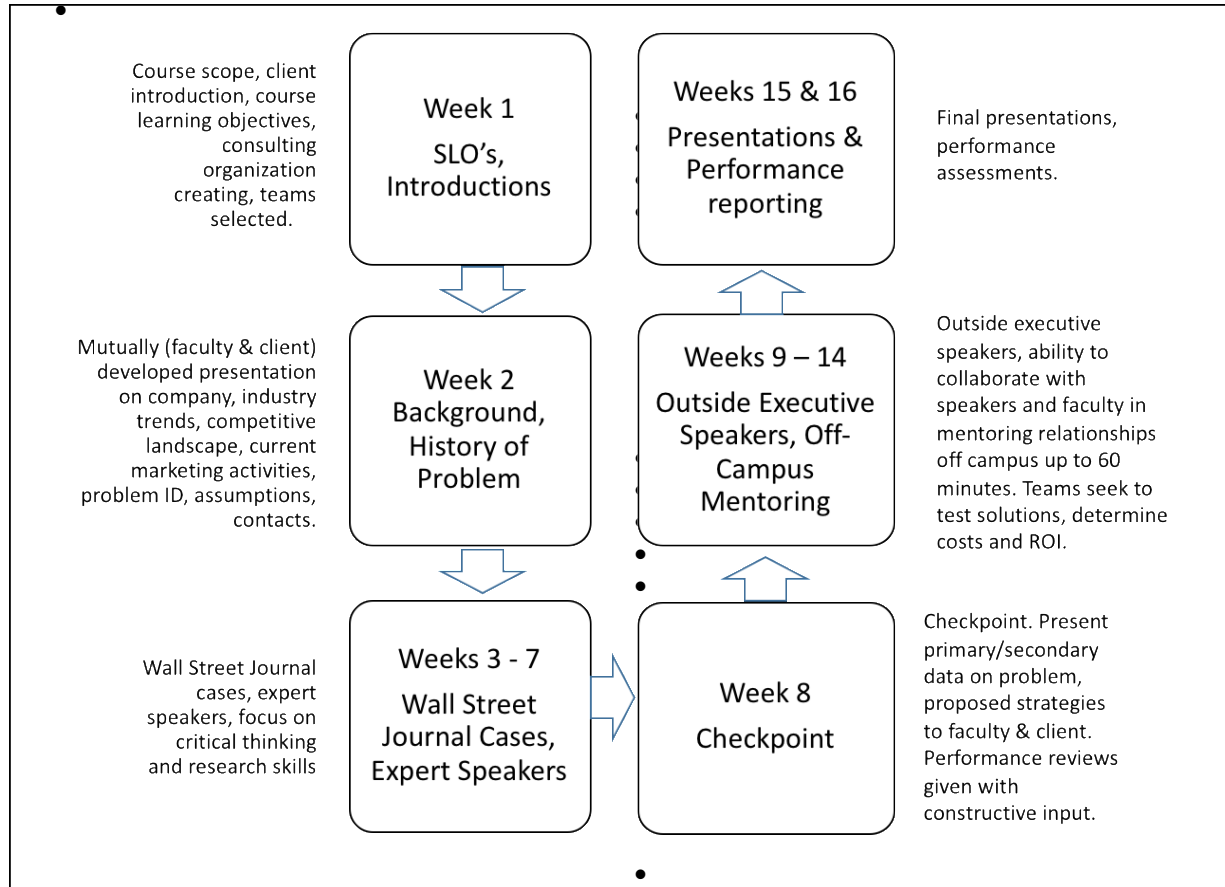 Course scope, client
introduction, course
learning objectives,
consulting
organization
creating, teams
selected.
Week 1
SLO’s,
Introductions
Mutually (faculty & client)
developed presentation
on company, industry
trends, competitive
landscape, current
marketing activities,
problem ID, assumptions,
contacts.
Week 2
Background,
History of
Problem
Wall Street Journal
cases, expert
speakers, focus on
critical thinking
and research skills
Weeks 3 - 7
Wall Street
Journal Cases,
Expert Speakers
Week 8
Checkpoint
Checkpoint. Present
primary/secondary
data on problem,
proposed strategies
to faculty & client.
Performance reviews
given with
constructive input.
Weeks 9 – 14
Outside Executive
Speakers, Off-
Campus
Mentoring
Outside executive
speakers, ability to
collaborate with
speakers and faculty in
mentoring relationships
off campus up to 60
minutes. Teams seek to
test solutions, determine
costs and ROI.
Weeks 15 & 16
Presentations &
Performance
reporting
Final presentations,
performance
assessments.